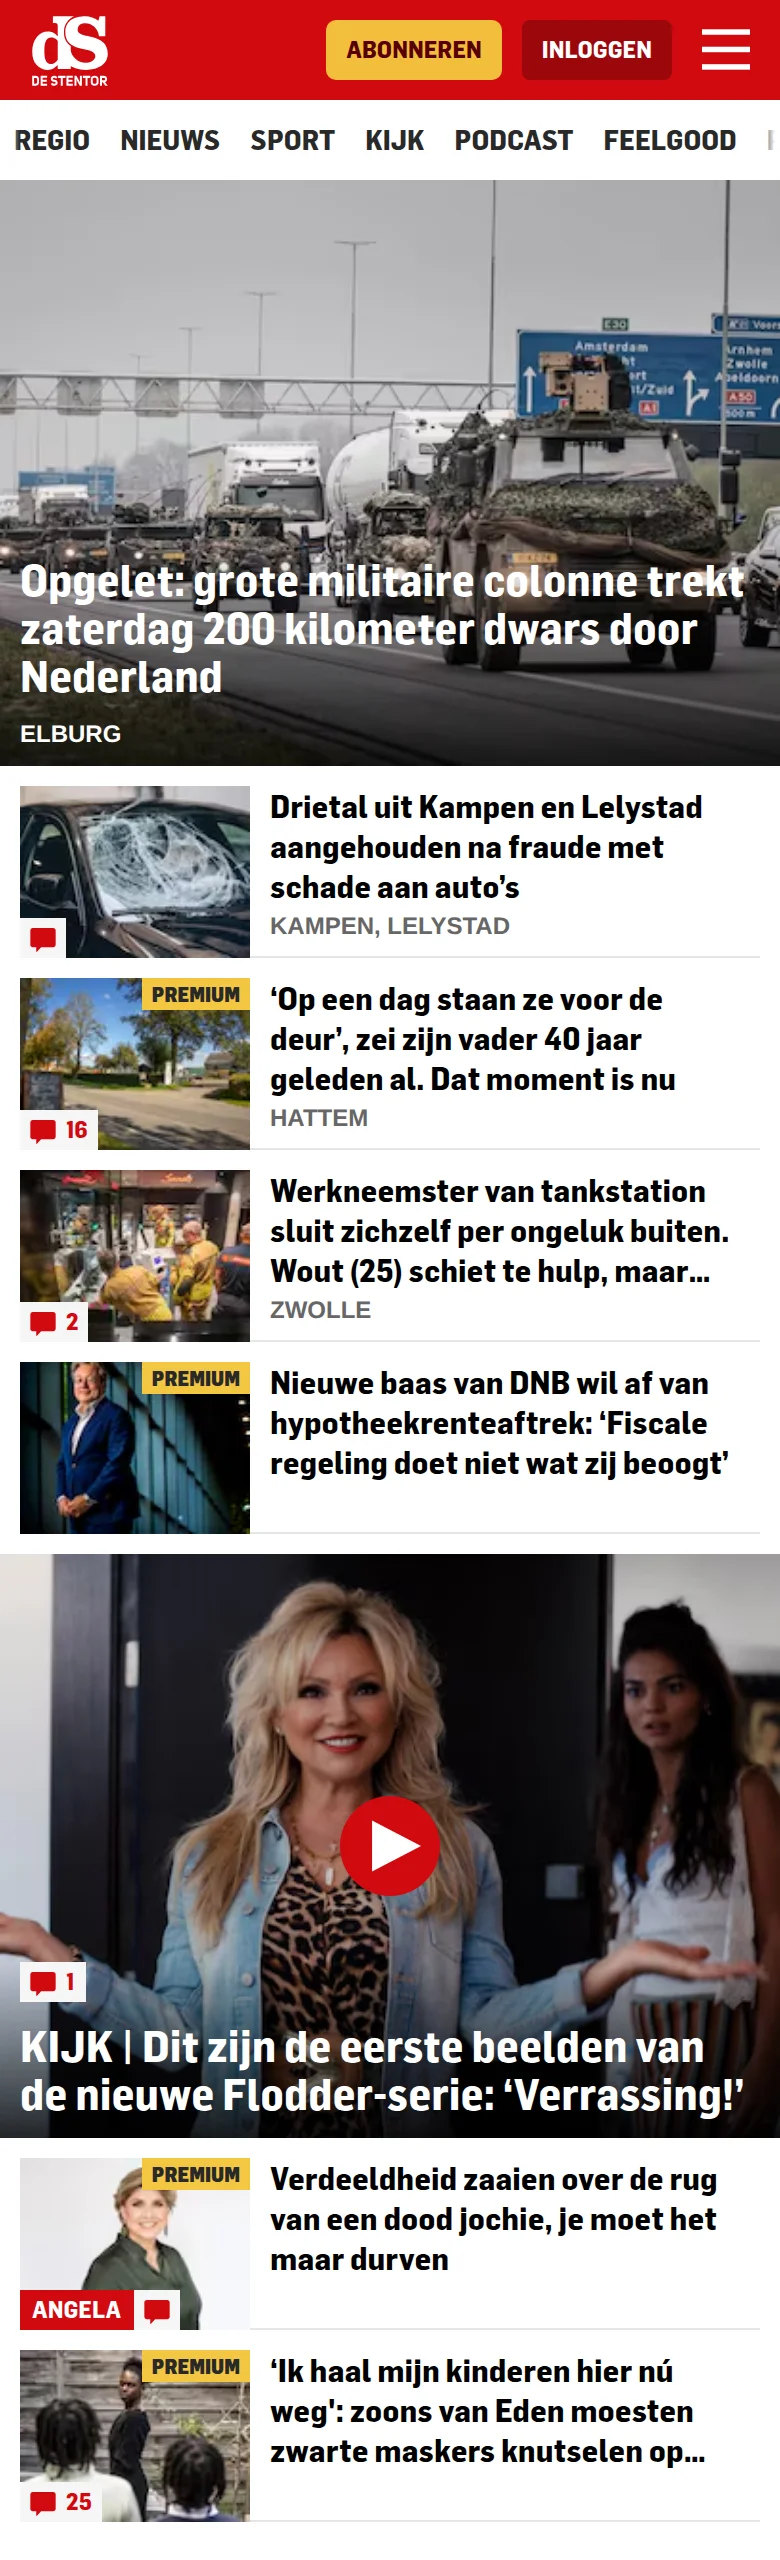 dS
DE STENTOR
ABONNEREN
INLOGGEN
REGIO NIEUWS SPORT KIJK PODCAST FEELGOOD
E30
Amsterdam
Arnhem
Zwolle
Apeldoorn
A1
A50
Opgelet: grote militaire colonne trekt
zaterdag 200 kilometer dwars door
Nederland
ELBURG
Drietal uit Kampen en Lelystad
aangehouden na fraude met
schade aan auto’s
KAMPEN, LELYSTAD
PREMIUM
16
‘Op een dag staan ze voor de
deur’, zei zijn vader 40 jaar
geleden al. Dat moment is nu
HATTEM
2
Werkneemster van tankstation
sluit zichzelf per ongeluk buiten.
Wout (25) schiet te hulp, maar...
ZWOLLE
PREMIUM
Nieuwe baas van DNB wil af van
hypotheekrenteaftrek: ‘Fiscale
regeling doet niet wat zij beoogt’
1
KIJK | Dit zijn de eerste beelden van
de nieuwe Flodder-serie: ‘Verrassing!’
PREMIUM
ANGELA
Verdeeldheid zaaien over de rug
van een dood jochie, je moet het
maar durven
PREMIUM
25
‘Ik haal mijn kinderen hier nú
weg': zoons van Eden moesten
zwarte maskers knutselen op...